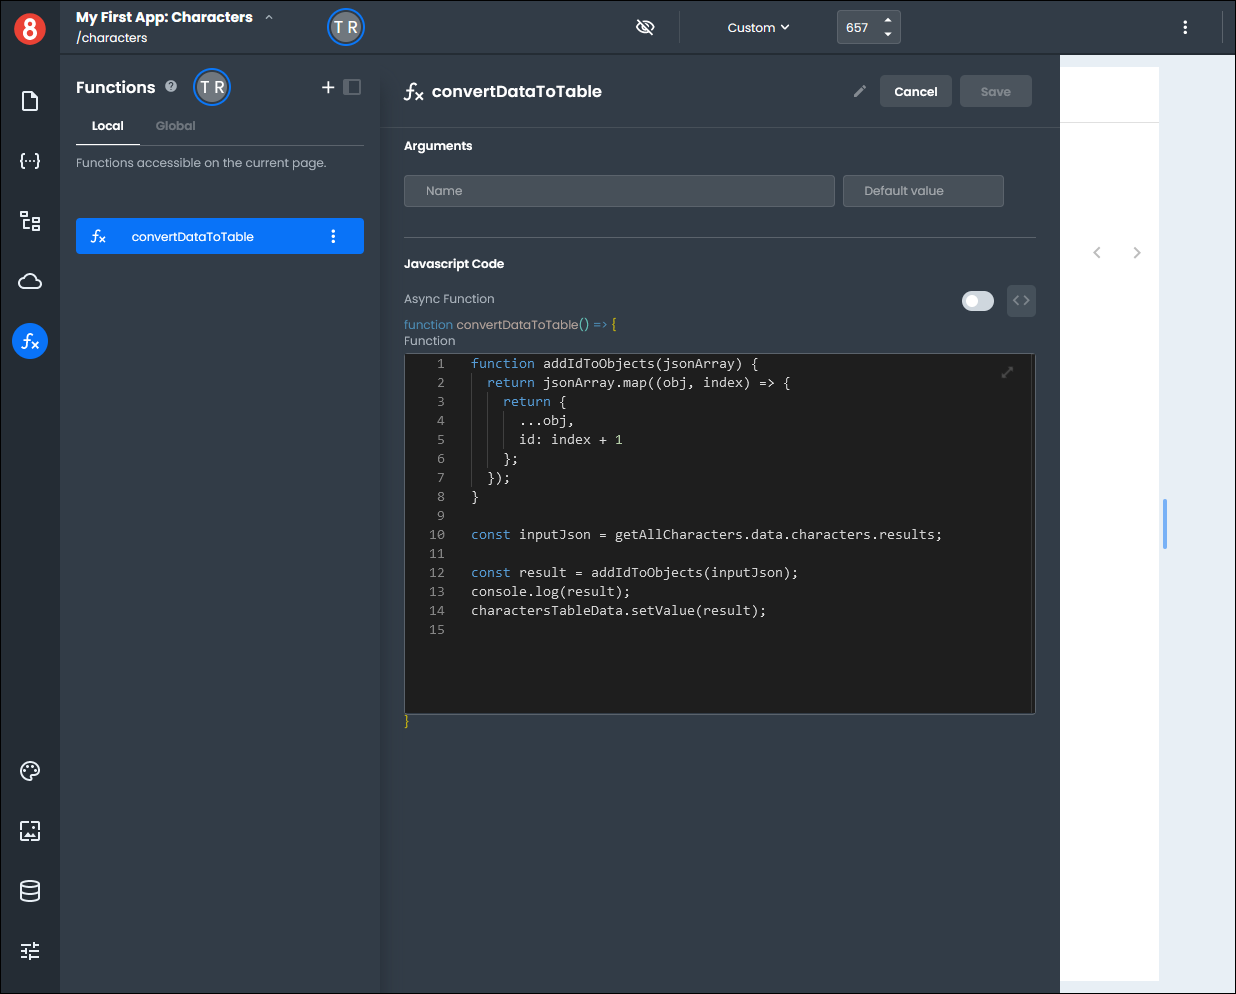 8
My First App: Characters
/characters
T R
Custom
657
Functions
?
T R
Local
Global
Functions accessible on the current page.
fx
convertDataToTable
fx
fx convertDataToTable
Cancel
Save
Arguments
Name
Default value
Javascript Code
Async Function
function convertDataToTable() => {
Function
1 function addIdToObjects(jsonArray) {
2 return jsonArray.map((obj, index) => {
3 return {
4 ...obj,
5 id: index + 1
6 };
7 });
8 }
9
10 const inputJson = getAllCharacters.data.characters.results;
11
12 const result = addIdToObjects(inputJson);
13 console.log(result);
14 charactersTableData.setValue(result);
15
}